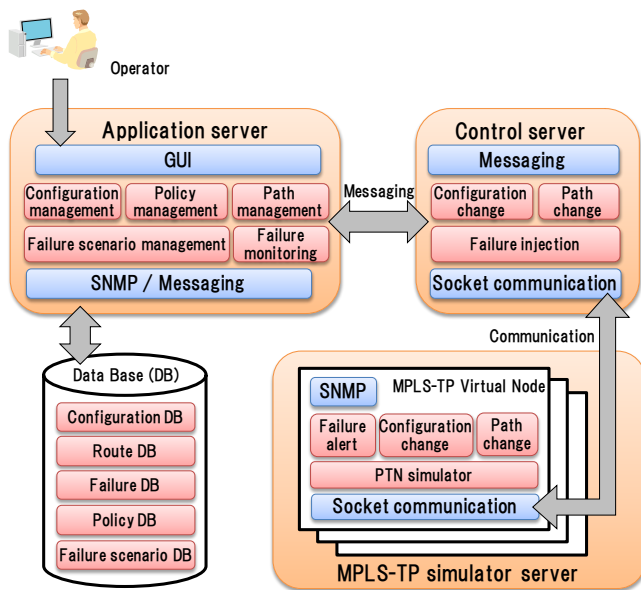 Operator
Application server
GUI
Configuration
management
Policy
management
Path
management
Failure scenario management
Failure
monitoring
SNMP / Messaging
Messaging
Control server
Messaging
Configuration
change
Path
change
Failure injection
Socket communication
Communication
Data Base (DB)
Configuration DB
Route DB
Failure DB
Policy DB
Failure scenario DB
SNMP
MPLS-TP Virtual Node
Failure
alert
Configuration
change
Path
change
PTN simulator
Socket communication
MPLS-TP simulator server